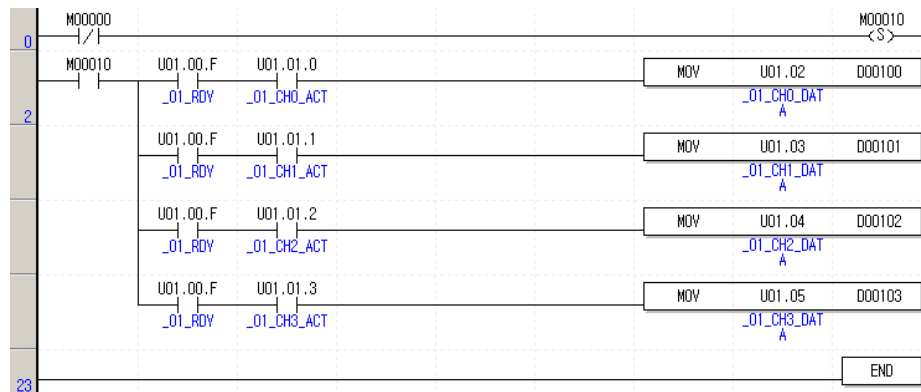 M00000 M00010
0 S
M00010 U01.00.F U01.01.0 MOV U01.02 D00100
_01_RDY _01_CH0_ACT _01_CH0_DAT
A
2
U01.00.F U01.01.1 MOV U01.03 D00101
_01_RDY _01_CH1_ACT _01_CH1_DAT
A
U01.00.F U01.01.2 MOV U01.04 D00102
_01_RDY _01_CH2_ACT _01_CH2_DAT
A
U01.00.F U01.01.3 MOV U01.05 D00103
_01_RDY _01_CH3_ACT _01_CH3_DAT
A
END
23